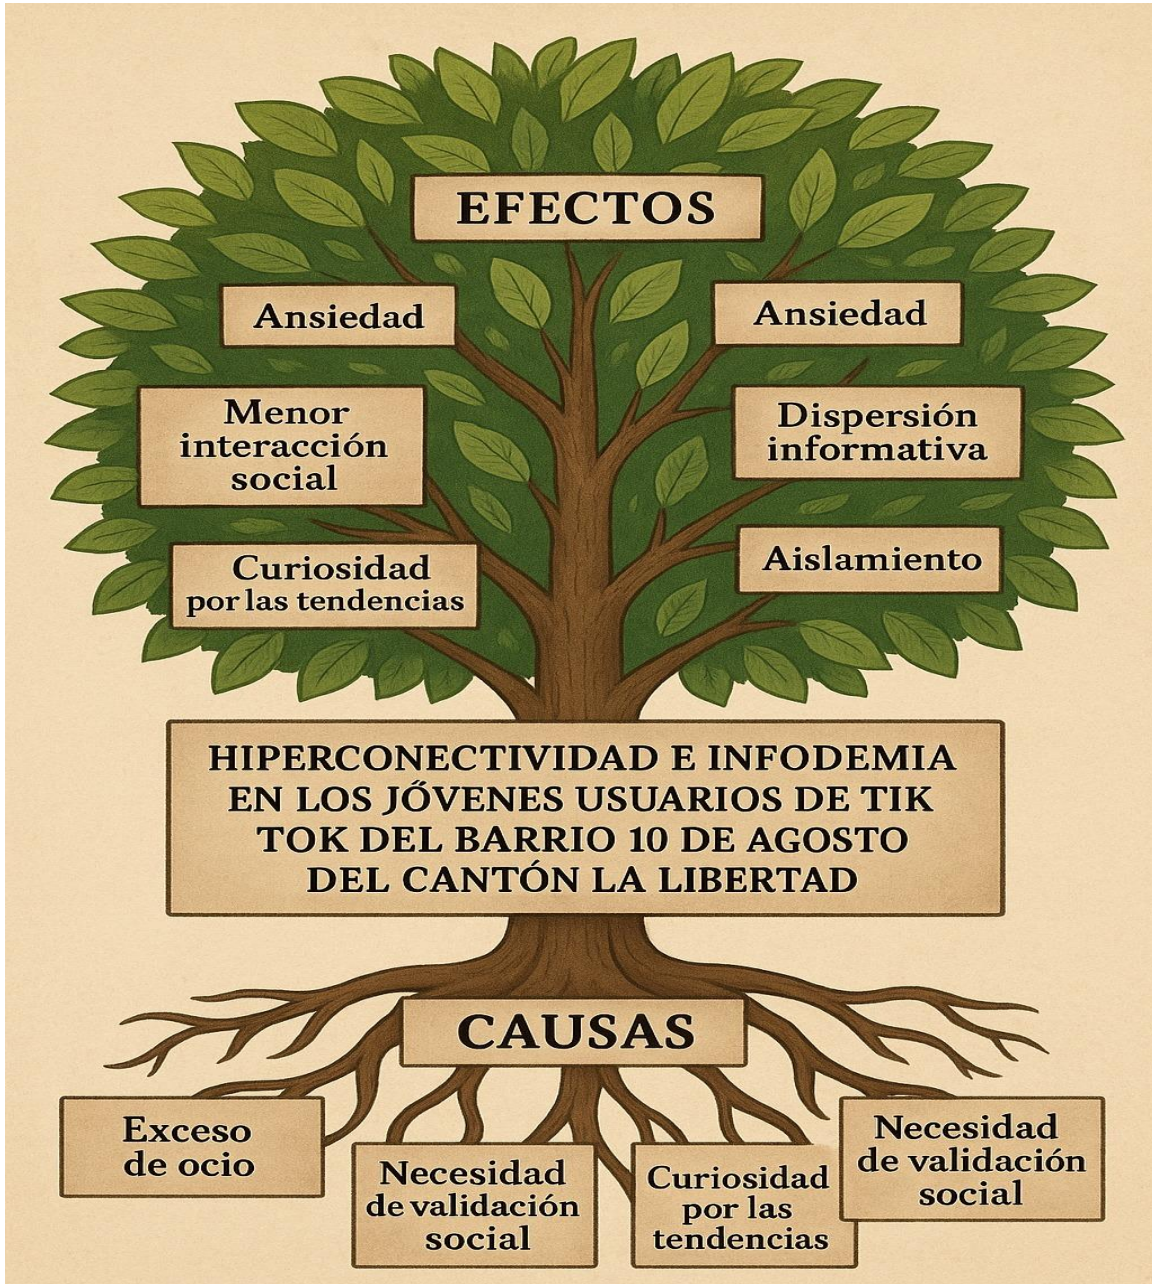 EFECTOS
Ansiedad
Ansiedad
Menor
interacción
social
Dispersión
informativa
Curiosidad
por las tendencias
Aislamiento
HIPERCONECTIVIDAD E INFODEMIA
EN LOS JŐVENES USUARIOS DE TIK
TOK DEL BARRIO 10 DE AGOSTO
DEL CANTÓN LA LIBERTAD
CAUSAS
Exceso
de ocio
Necesidad
de validación
social
Curiosidad
por las
tendencias
Necesidad
de validación
social